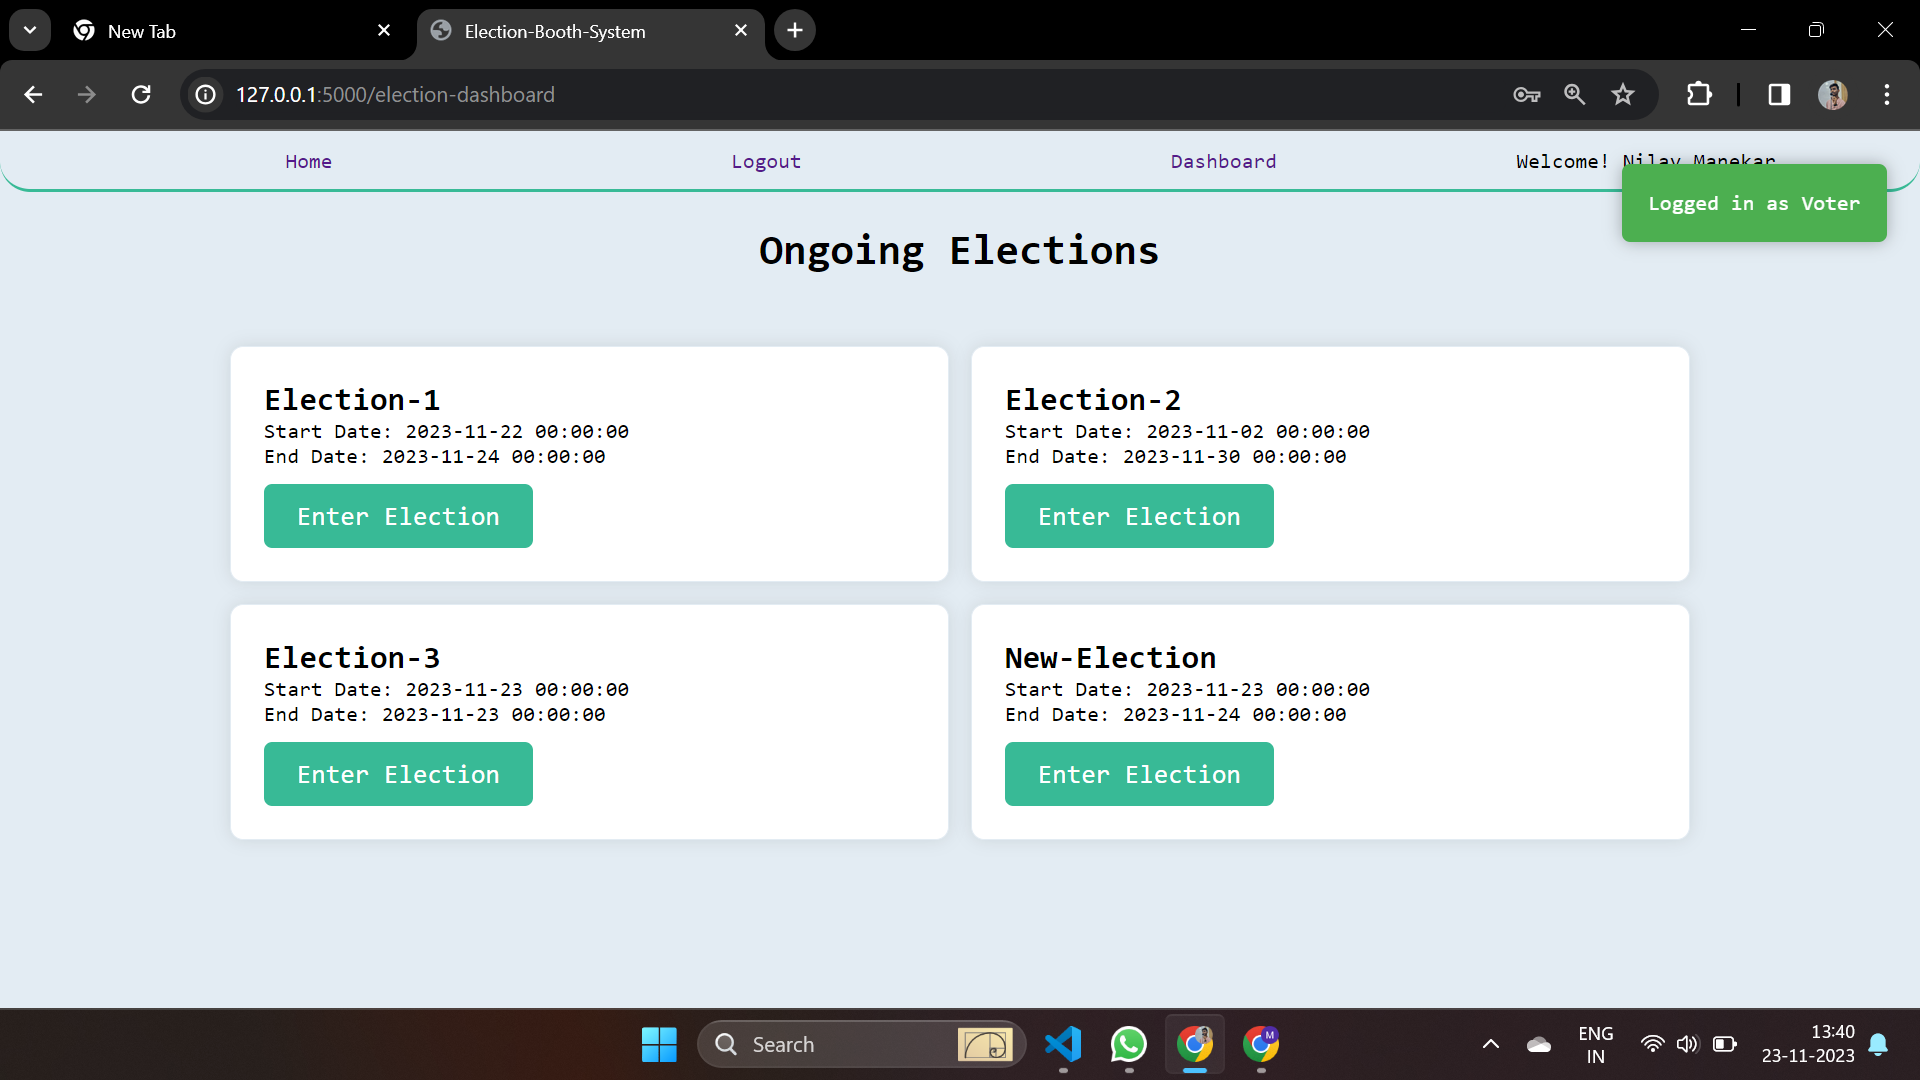 New Tab
Election-Booth-System
127.0.0.1:5000/election-dashboard
Home
Logout
Dashboard
Welcome! Nilay Manekar
Logged in as Voter
Ongoing Elections
Election-1
Start Date: 2023-11-22 00:00:00
End Date: 2023-11-24 00:00:00
Enter Election
Election-2
Start Date: 2023-11-02 00:00:00
End Date: 2023-11-30 00:00:00
Enter Election
Election-3
Start Date: 2023-11-23 00:00:00
End Date: 2023-11-23 00:00:00
Enter Election
New-Election
Start Date: 2023-11-23 00:00:00
End Date: 2023-11-24 00:00:00
Enter Election
Search
M
ENG
IN
13:40
23-11-2023